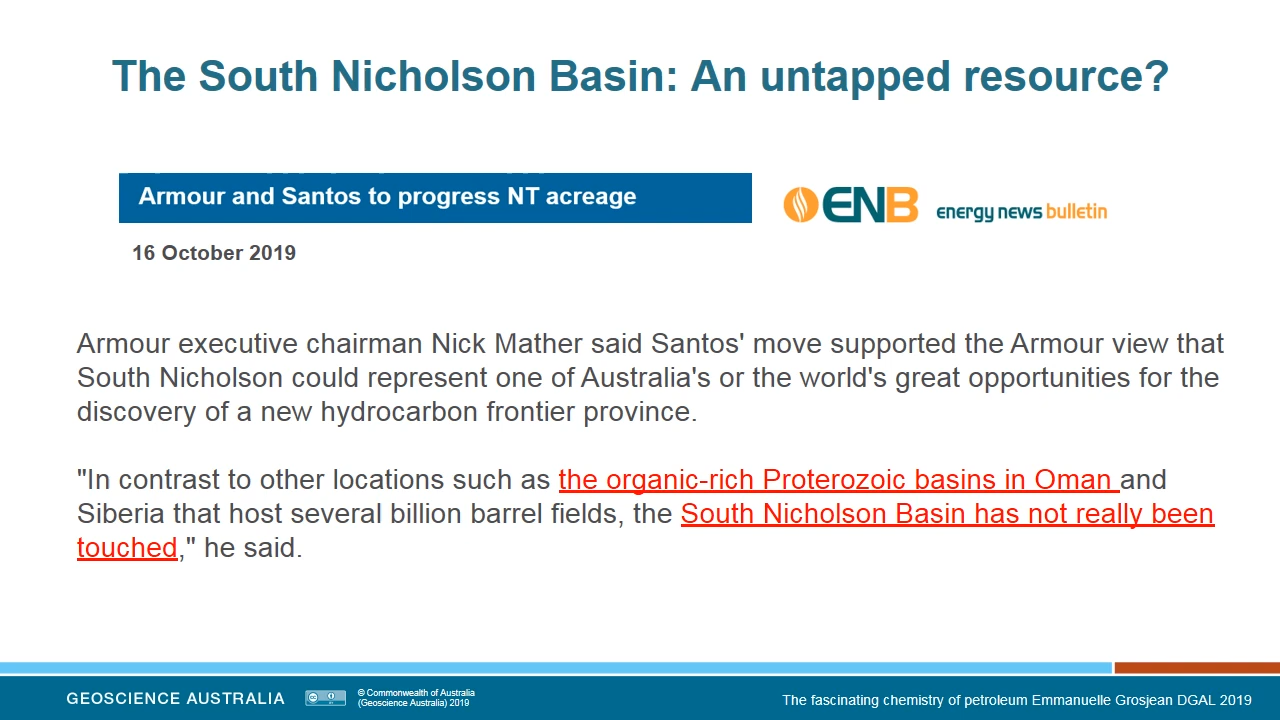 The South Nicholson Basin: An untapped resource?
Armour and Santos to progress NT acreage
ENB energy news bulletin
16 October 2019
Armour executive chairman Nick Mather said Santos' move supported the Armour view that
South Nicholson could represent one of Australia's or the world's great opportunities for the
discovery of a new hydrocarbon frontier province.
"In contrast to other locations such as the organic-rich Proterozoic basins in Oman and
Siberia that host several billion barrel fields, the South Nicholson Basin has not really been
touched," he said.
GEOSCIENCE AUSTRALIA
© Commonwealth of Australia
(Geoscience Australia) 2019
The fascinating chemistry of petroleum Emmanuelle Grosjean DGAL 2019